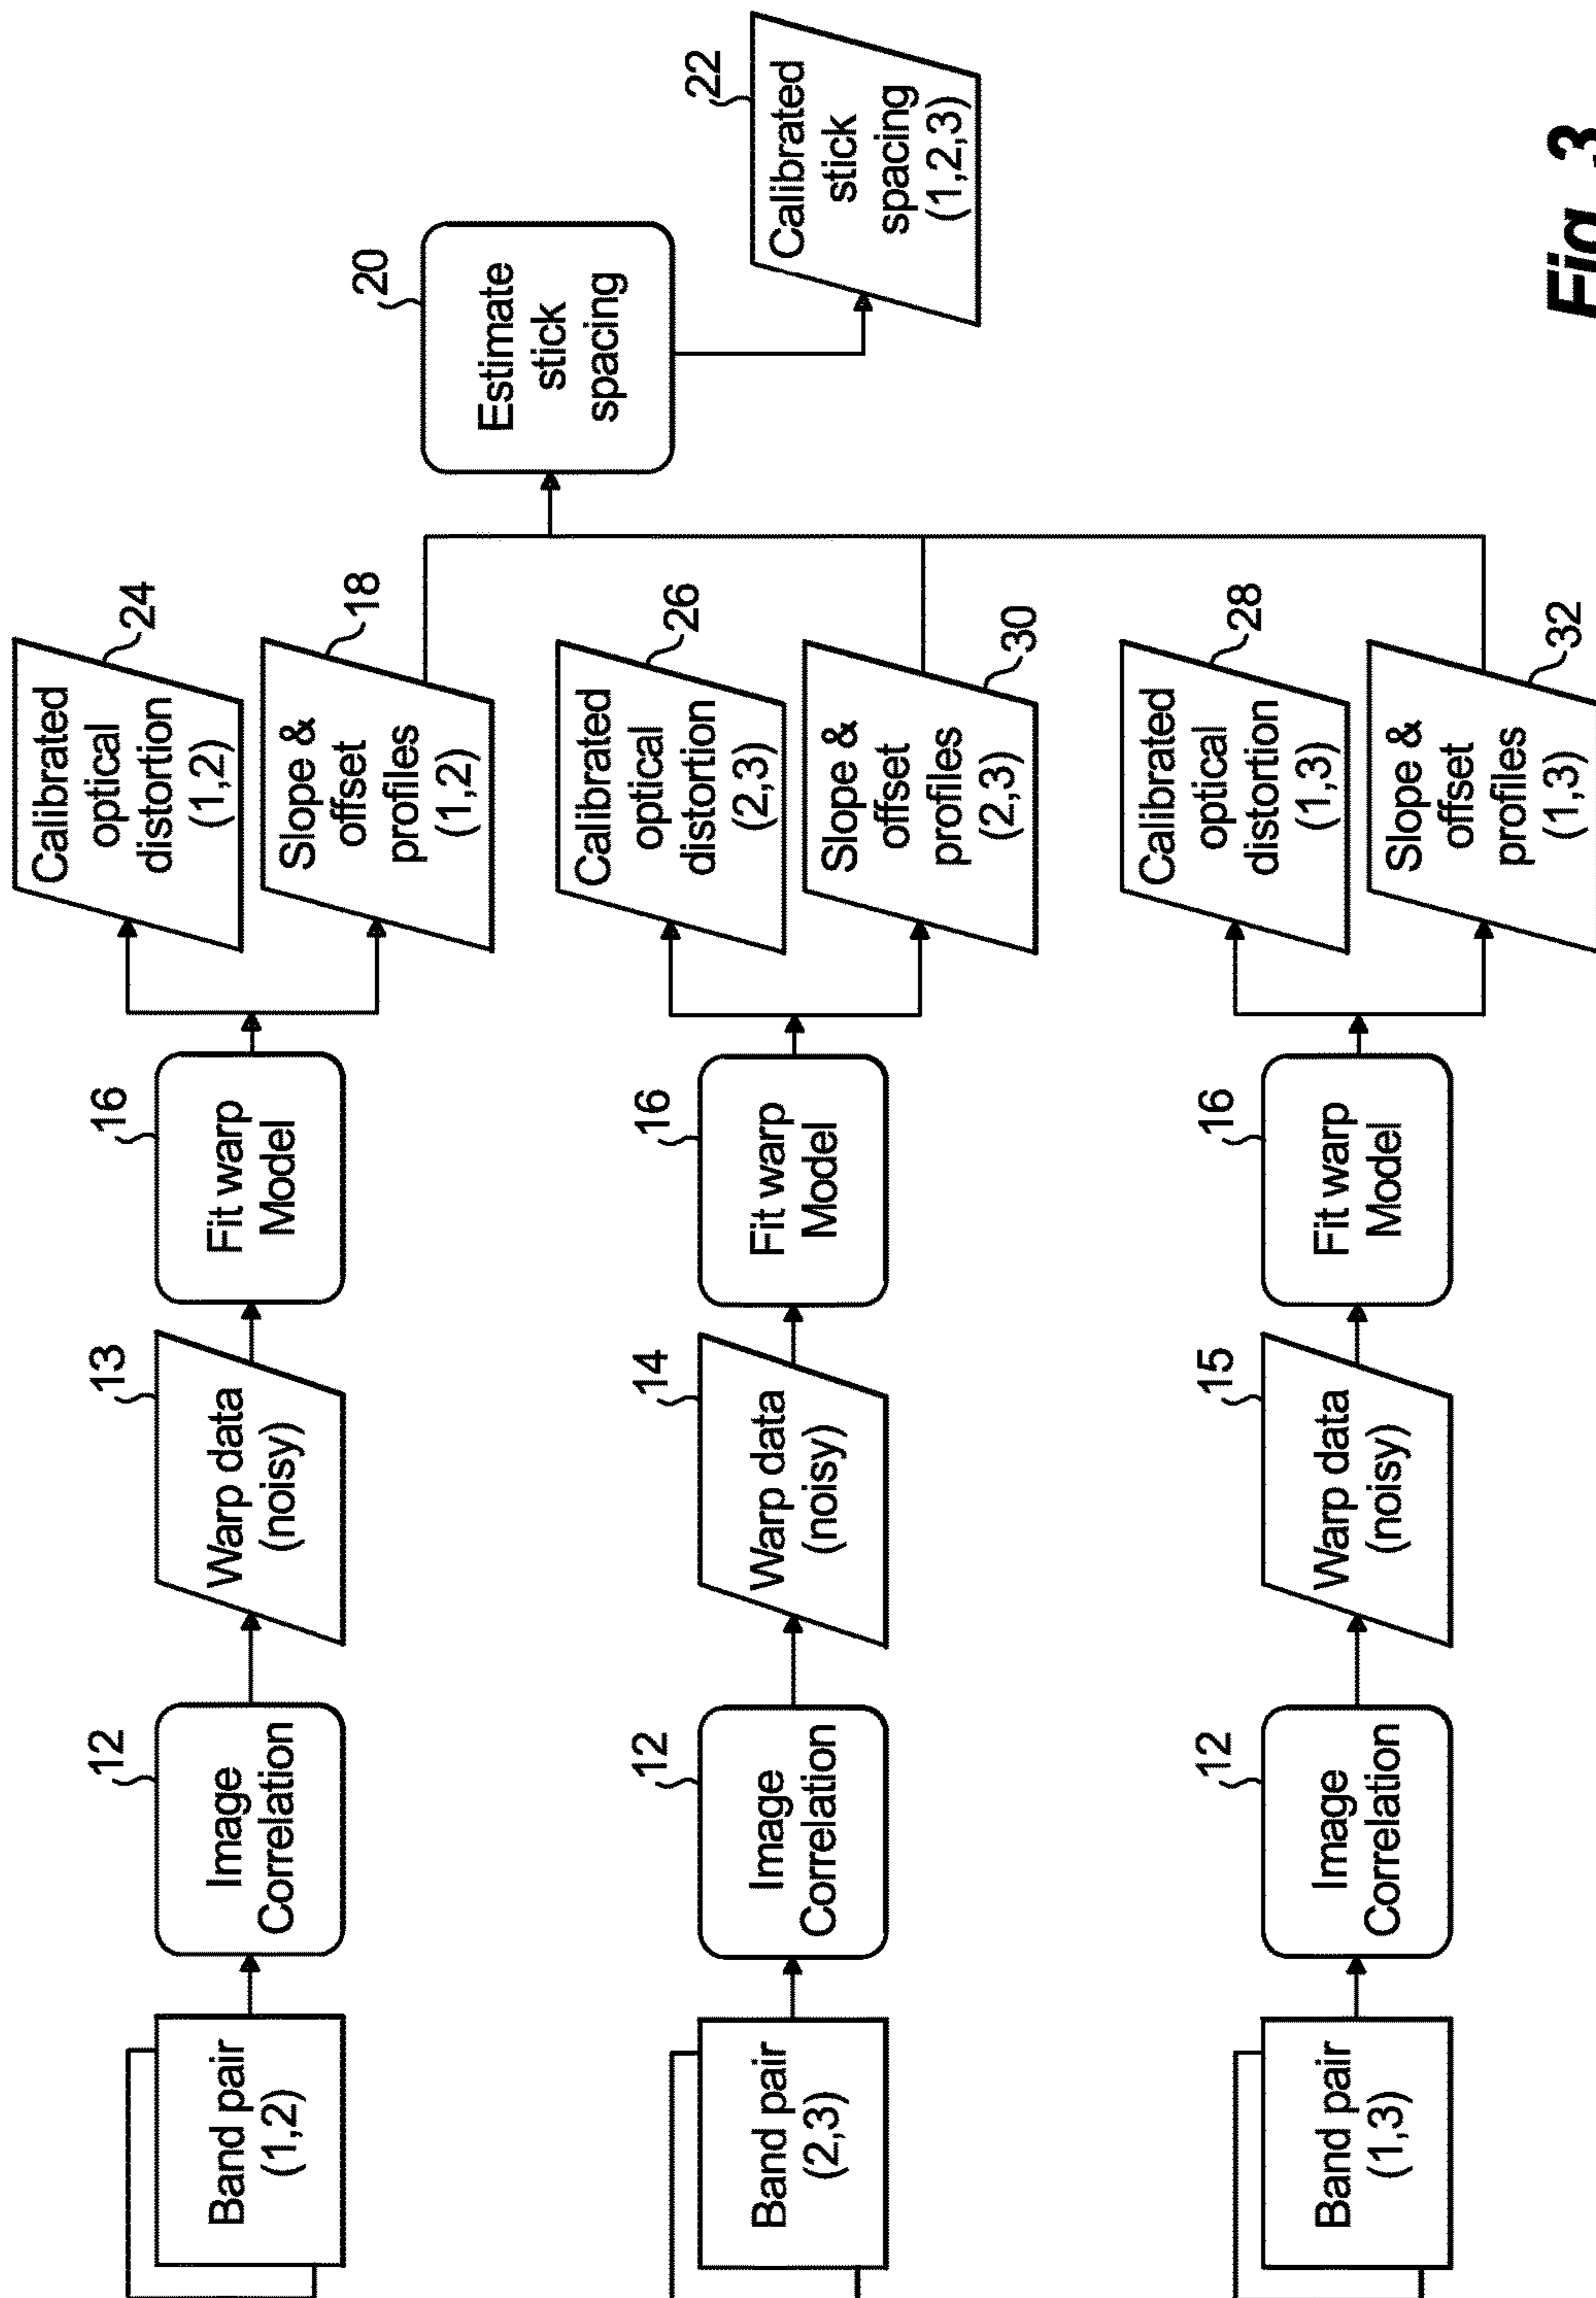 Band pair
(1,2)
12
Image
Correlation
13
Warp data
(noisy)
16
Fit warp
Model
Calibrated
optical
distortion
(1,2)
24
Slope &
offset
profiles
(1,2)
18
Band pair
(2,3)
12
Image
Correlation
14
Warp data
(noisy)
16
Fit warp
Model
Calibrated
optical
distortion
(2,3)
26
Slope &
offset
profiles
(2,3)
30
Band pair
(1,3)
12
Image
Correlation
15
Warp data
(noisy)
16
Fit warp
Model
Calibrated
optical
distortion
(1,3)
28
Slope &
offset
profiles
(1,3)
32
20
Estimate
stick
spacing
22
Calibrated
stick
spacing
(1,2,3)
Fig. 3